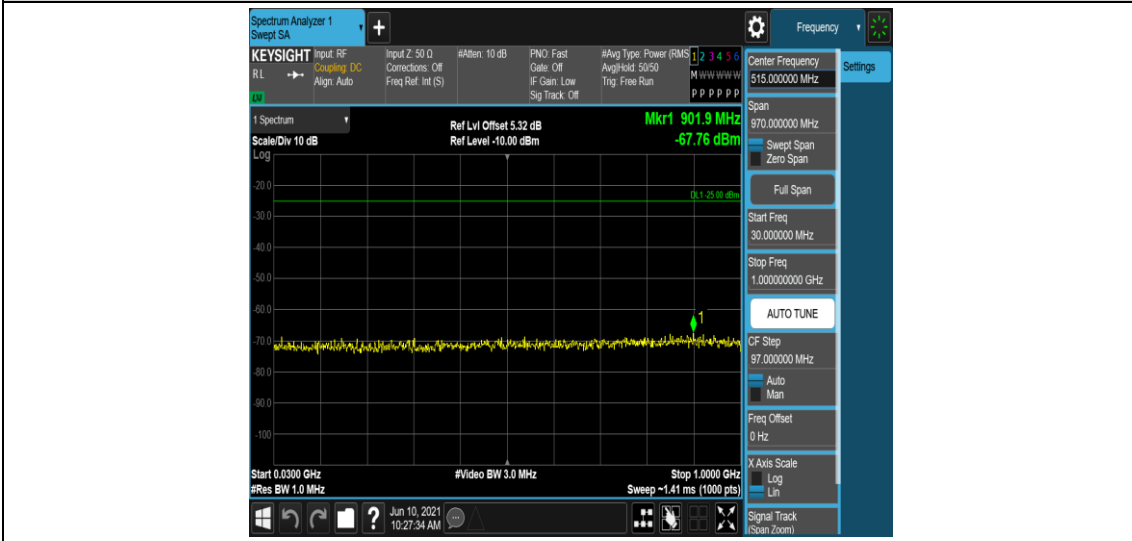 Spectrum Analyzer 1
Swept SA
+
Frequency
KEYSIGHT
RL
Input: RF
Coupling: DC
Align: Auto
Input Z: 50 Ω
Corrections: Off
Freq Ref: Int (S)
#Atten: 10 dB
PNO: Fast
Gate: Off
IF Gain: Low
Sig Track: Off
#Avg Type: Power (RMS
Avg|Hold: 50/50
Trig: Free Run
1 2 3 4 5 6
M W W W W W
P P P P P P
1 Spectrum
Scale/Div 10 dB
Log
Ref Lvl Offset 5.32 dB
Ref Level -10.00 dBm
Mkr1 901.9 MHz
-67.76 dBm
DL1 -25.00 dBm
-20.0
-30.0
-40.0
-50.0
-60.0
-70.0
-80.0
-90.0
-100
1
Start 0.0300 GHz
#Res BW 1.0 MHz
#Video BW 3.0 MHz
Stop 1.0000 GHz
Sweep ~1.41 ms (1000 pts)
?
Jun 10, 2021
10:27:34 AM
Center Frequency
515.000000 MHz
Span
970.000000 MHz
Swept Span
Zero Span
Full Span
Start Freq
30.000000 MHz
Stop Freq
1.000000000 GHz
AUTO TUNE
CF Step
97.000000 MHz
Auto
Man
Freq Offset
0 Hz
X Axis Scale
Log
Lin
Signal Track
(Span Zoom)
Settings